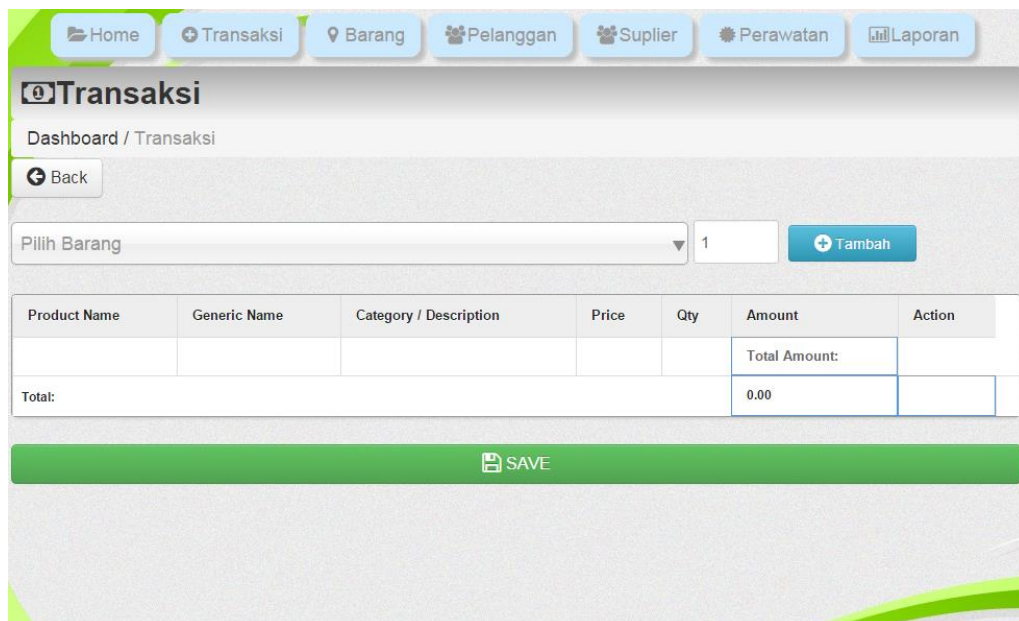 Home Transaksi Barang Pelanggan Suplier Perawatan Laporan
Transaksi
Dashboard / Transaksi
Back
Pilih Barang 1 Tambah
Product Name Generic Name Category / Description Price Qty Amount Action
Total Amount:
Total: 0.00
SAVE